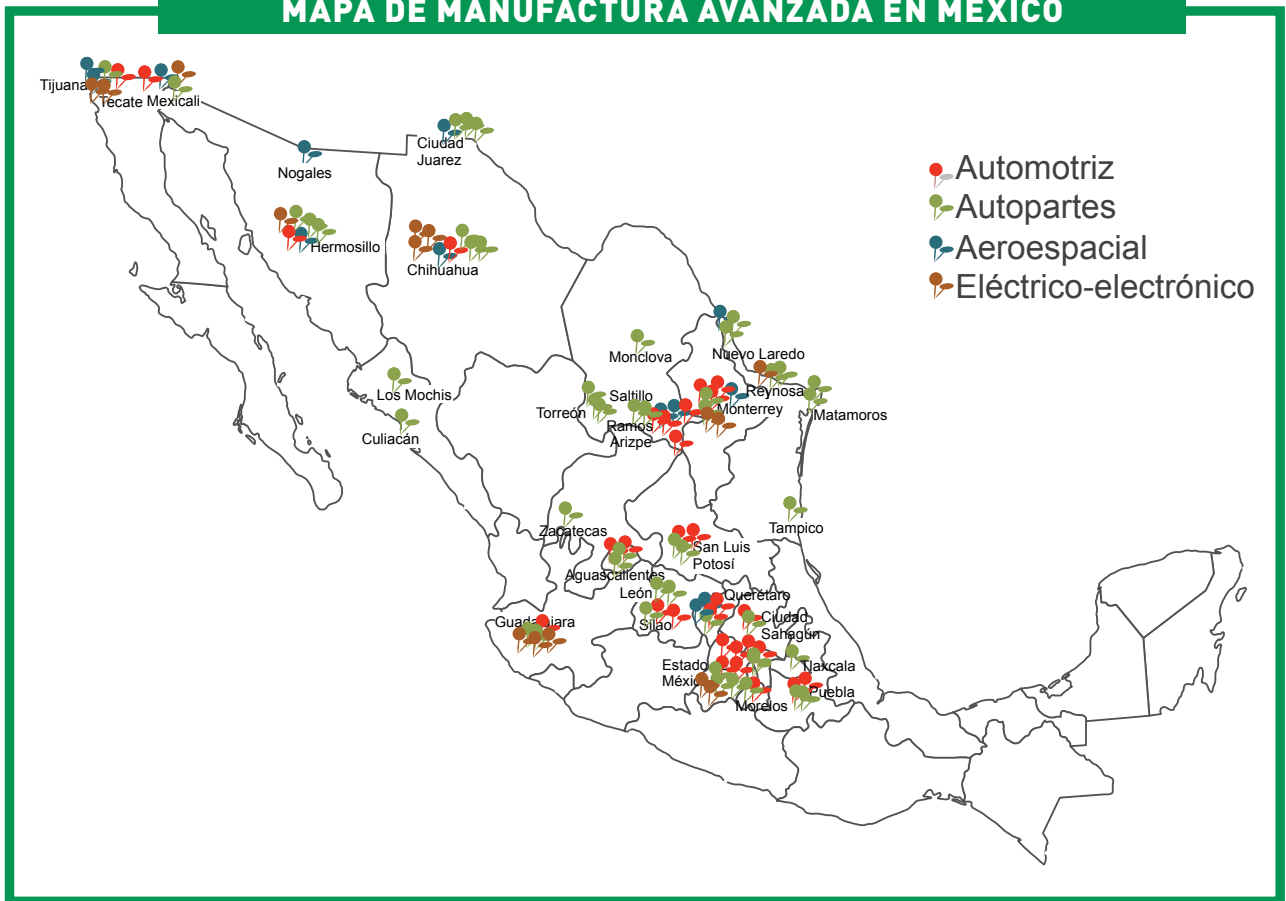 MAPA DE MANUFACTURA AVANZADA EN MÉXICO
Tijuana
Tecate
Mexicali
Nogales
Ciudad
Juarez
Automotriz
Autopartes
Aeroespacial
Eléctrico-electrónico
Hermosillo
Chihuahua
Monclova
Nuevo Laredo
Los Mochis
Saltillo
Reynosa
Torreón
Monterrey
Matamoros
Culiacán
Ramos
Arizpe
Zacatecas
Tampico
San Luis
Potosí
Aguascalientes
León
Querétaro
Guadalajara
Silao
Ciudad
Sahagún
Estado
México
Tlaxcala
Puebla
Morelos